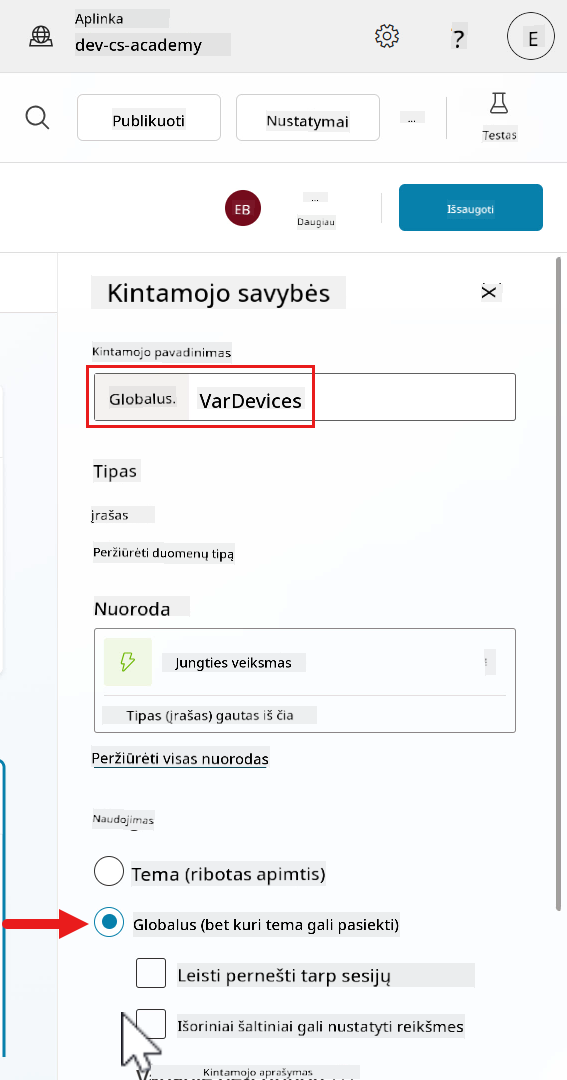 Aplinka
dev-cs-academy
?
E
Publikuoti
Nustatymai
...
Testas
EB
...
Daugiau
Išsaugoti
Kintamojo savybės
Kintamojo pavadinimas
Globalus. VarDevices
Tipas
įrašas
Peržiūrėti duomenų tipą
Nuoroda
Jungties veiksmas
Tipas (įrašas) gautas iš čia
Peržiūrėti visas nuorodas
Naudojimas
Tema (ribotas apimtis)
Globalus (bet kuri tema gali pasiekti)
Leisti pernešti tarp sesijų
Išoriniai šaltiniai gali nustatyti reikšmes
Kintamojo aprašymas